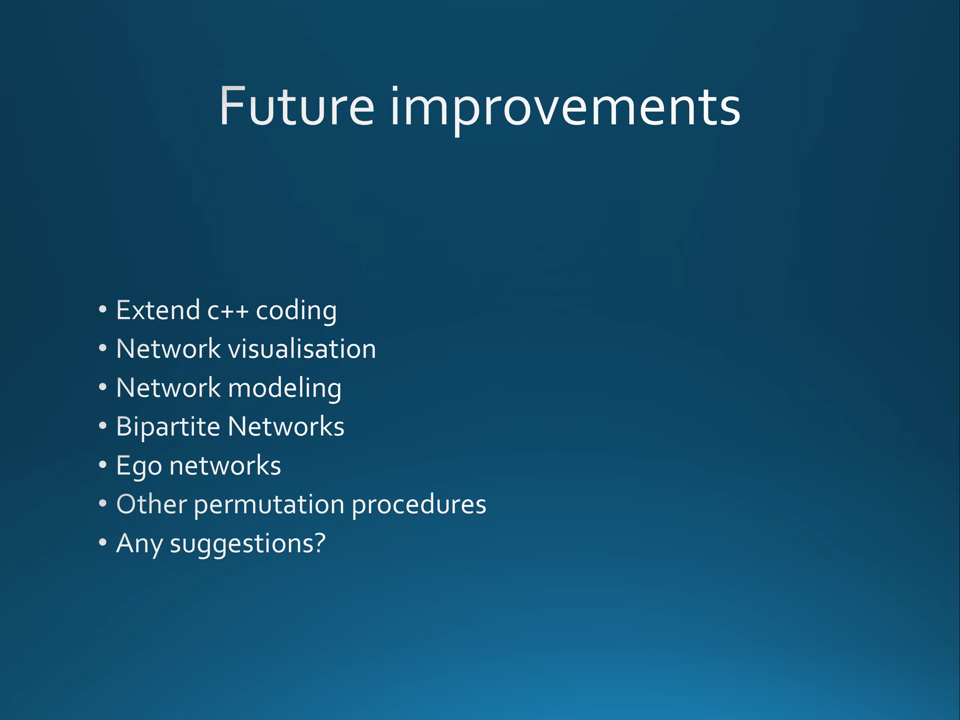 Future improvements
• Extend c++ coding
• Network visualisation
• Network modeling
• Bipartite Networks
• Ego networks
• Other permutation procedures
• Any suggestions?